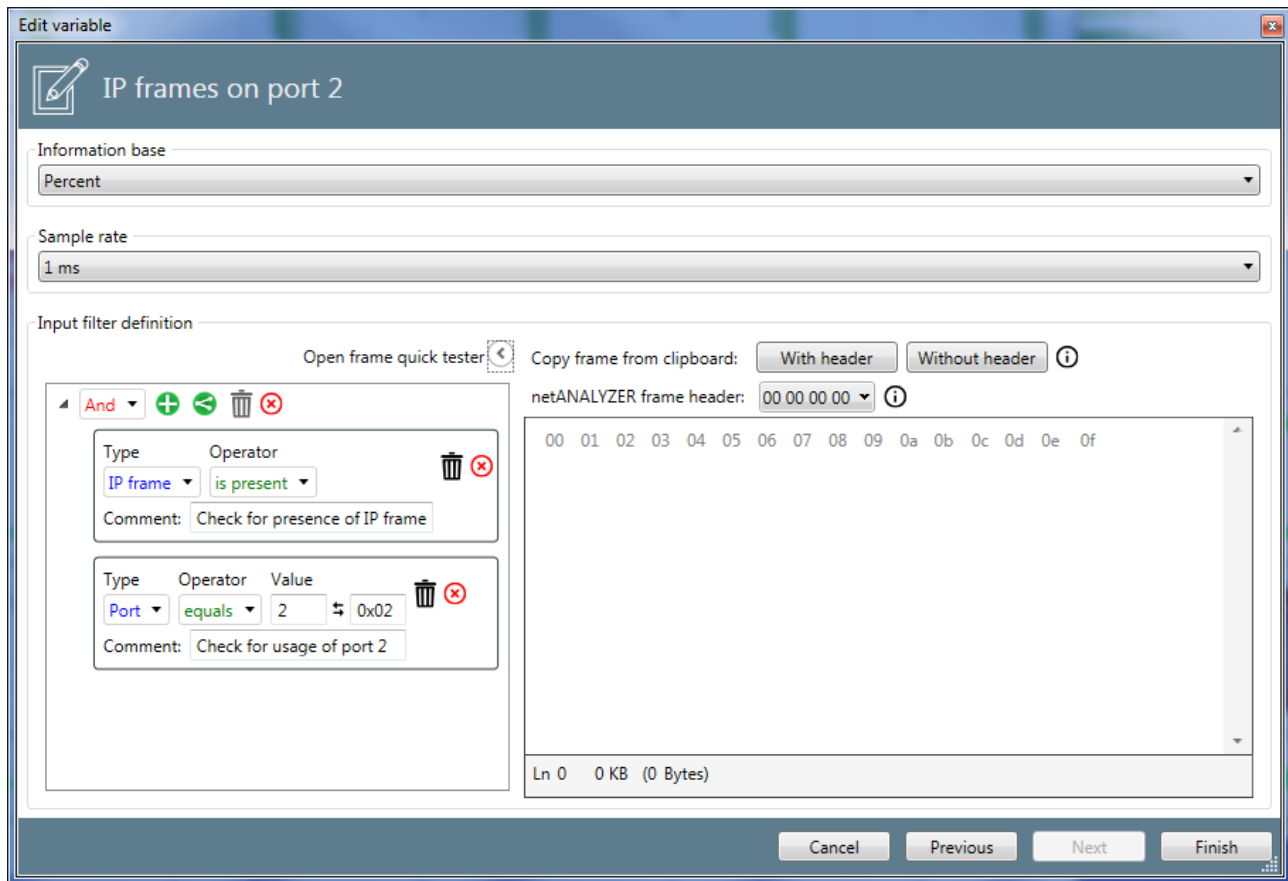 Edit variable
IP frames on port 2
Information base
Percent
Sample rate
1 ms
Input filter definition
Open frame quick tester
And
Type Operator
IP frame is present
Comment: Check for presence of IP frame
Type Operator Value
Port equals 2 0x02
Comment: Check for usage of port 2
Copy frame from clipboard: With header Without header
netANALYZER frame header: 00 00 00 00
00 01 02 03 04 05 06 07 08 09 0a 0b 0c 0d 0e 0f
Ln 0 0 KB (0 Bytes)
Cancel Previous Next Finish